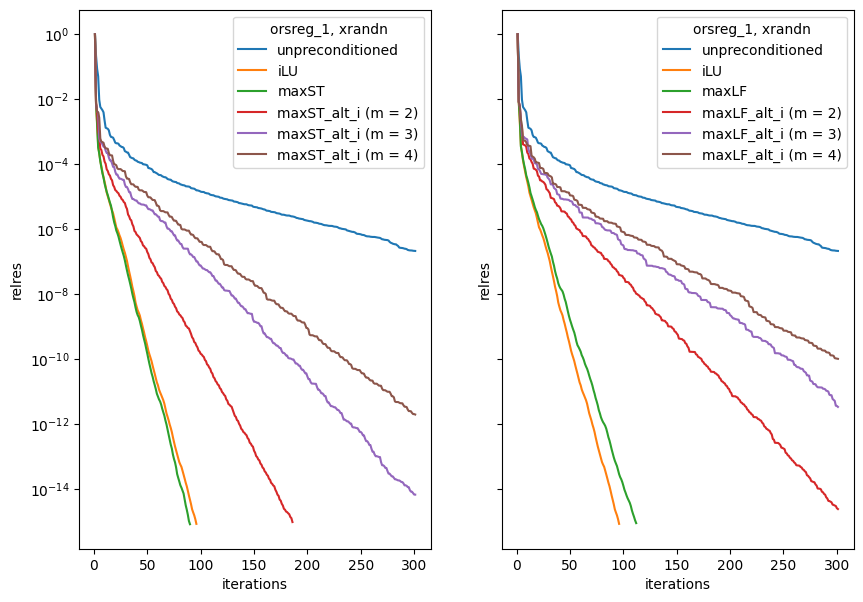 orsreg_1, xrandn
unpreconditioned
iLU
maxST
maxST_alt_i (m = 2)
maxST_alt_i (m = 3)
maxST_alt_i (m = 4)
10⁰
10⁻²
10⁻⁴
10⁻⁶
10⁻⁸
10⁻¹⁰
10⁻¹²
10⁻¹⁴
relres
0 50 100 150 200 250 300
iterations
orsreg_1, xrandn
unpreconditioned
iLU
maxLF
maxLF_alt_i (m = 2)
maxLF_alt_i (m = 3)
maxLF_alt_i (m = 4)
relres
0 50 100 150 200 250 300
iterations